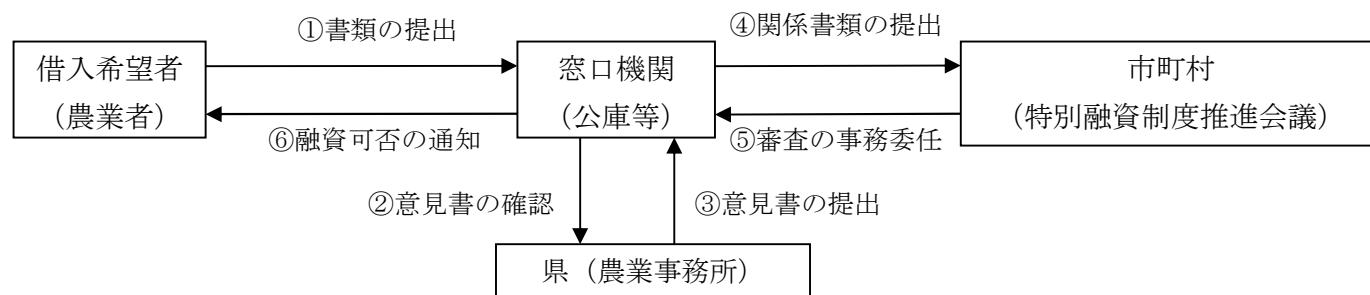 ①書類の提出
④関係書類の提出
借入希望者
（農業者）
窓口機関
（公庫等）
市町村
（特別融資制度推進会議）
⑥融資可否の通知
⑤審査の事務委任
②意見書の確認
③意見書の提出
県（農業事務所）